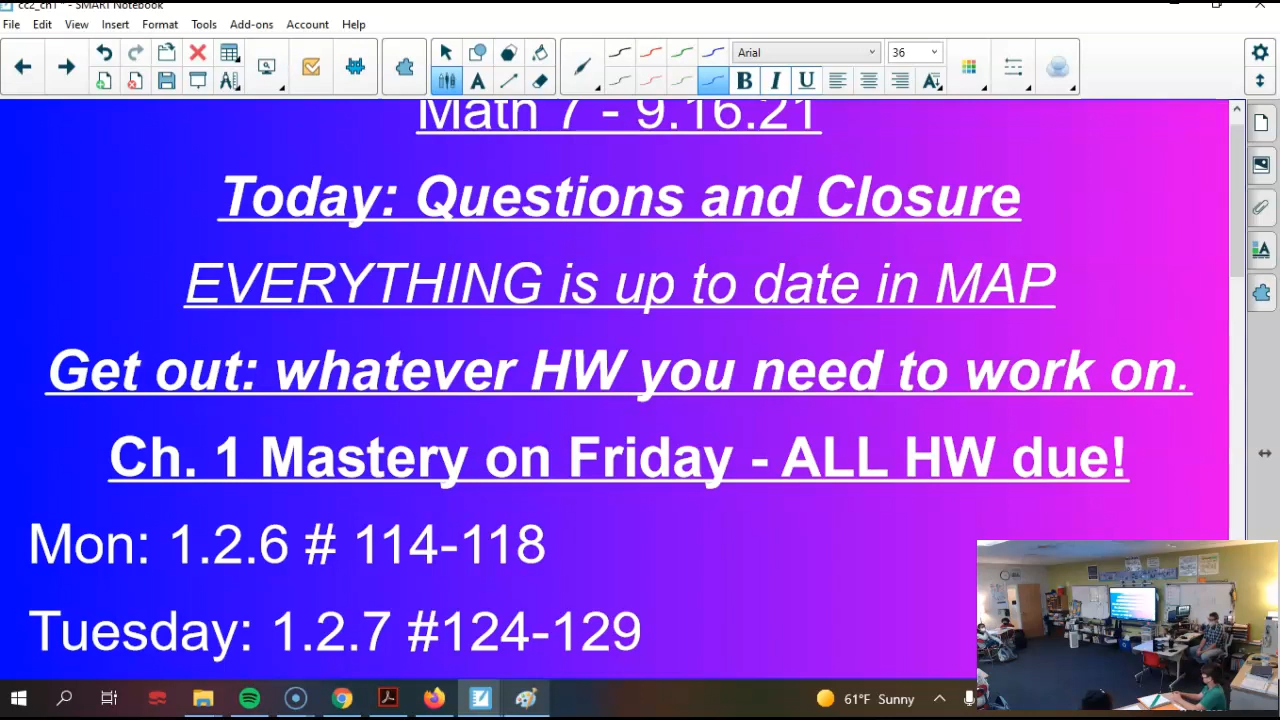 cc2_ch1 * - SMART Notebook
File Edit View Insert Format Tools Add-ons Account Help
Arial 36
B I U
Math 7 - 9.16.21
Today: Questions and Closure
EVERYTHING is up to date in MAP
Get out: whatever HW you need to work on.
Ch. 1 Mastery on Friday - ALL HW due!
Mon: 1.2.6 # 114-118
Tuesday: 1.2.7 #124-129
61°F Sunny